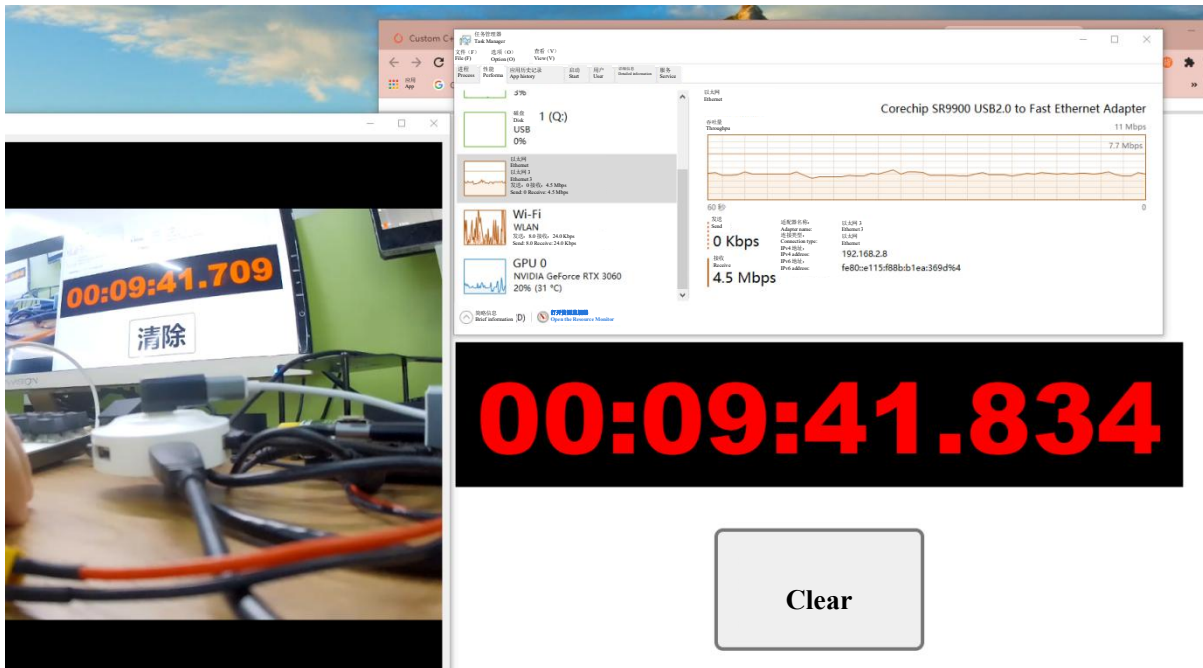 Custom C
任务管理器
Task Manager
文件（F） 选项（O） 查看（V）
File (F) Option (O) View (V)
进程 性能 应用历史记录 启动 用户 详细信息 服务
Process Performa App history Start User Detailed information Service
应用
App
3%
磁盘
Disk 1 (Q:)
USB
0%
以太网
Ethernet
以太网 3
Ethernet 3
发送：0 接收：4.5 Mbps
Send: 0 Receive: 4.5 Mbps
Wi-Fi
WLAN
发送：8.0 接收：24.0 Kbps
Send: 8.0 Receive: 24.0 Kbps
GPU 0
NVIDIA GeForce RTX 3060
20% (31 °C)
简略信息
Brief information (D)
Open the Resource Monitor
以太网
Ethernet
Corechip SR9900 USB2.0 to Fast Ethernet Adapter
吞吐量
Throughpu
11 Mbps
7.7 Mbps
60 秒 0
发送
Send
0 Kbps
接收
Receive
4.5 Mbps
适配器名称： 以太网 3
Adapter name: Ethernet 3
连接类型： 以太网
Connection type: Ethernet
IPv4 地址：
IPv4 address: 192.168.2.8
IPv6 地址：
IPv6 address: fe80::e115:f88b:b1ea:369d%4
00:09:41.709
清除
00:09:41.834
Clear